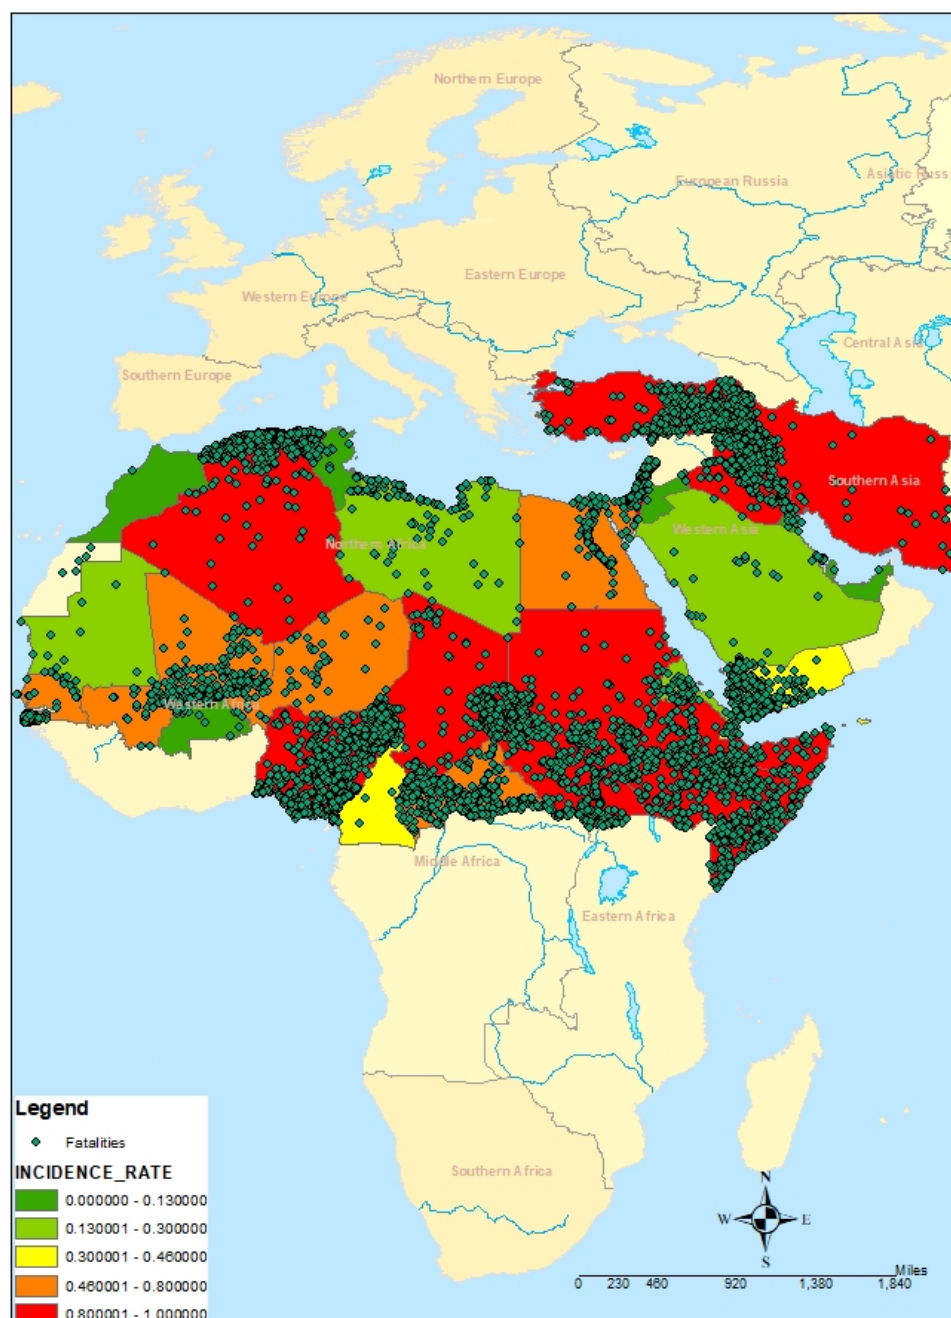 Northern Europe
European Russia
Asiatic Russ
Eastern Europe
Western Europe
Central Asia
Southern Europe
Southern Asia
Western Asia
Northern Africa
Western Africa
Middle Africa
Eastern Africa
Southern Africa
Legend
Fatalities
INCIDENCE_RATE
0.000000 - 0.130000
0.130001 - 0.300000
0.300001 - 0.460000
0.460001 - 0.800000
0.800001 - 1.000000
N
W E
S
Miles
0 230 460 920 1,380 1,840